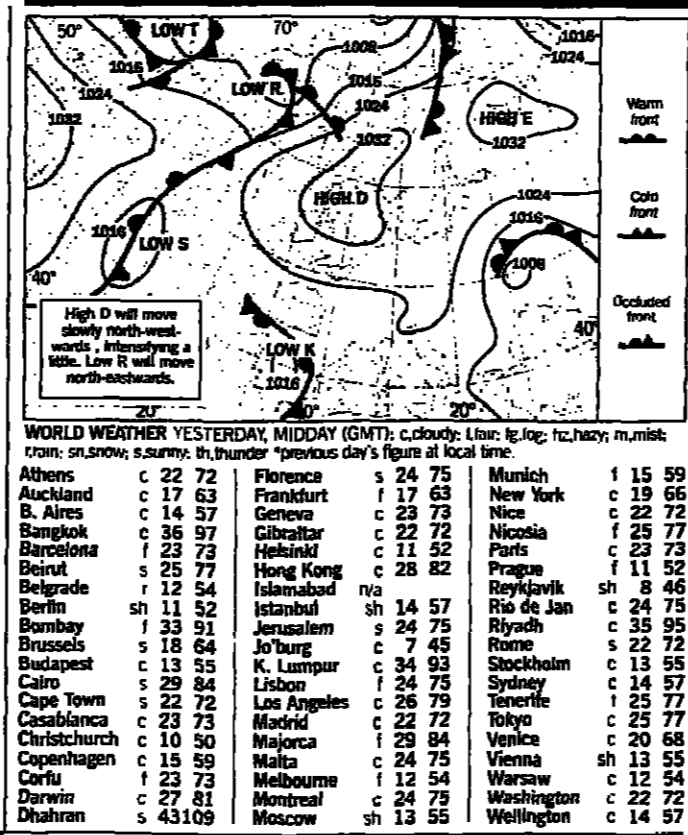 50°
LOW T
70°
1008
1016
1024
1032
LOW R
1016
1024
1032
HIGH E
1032
1016
1024
Warm
front
HIGH D
1024
1016
Cold
front
1016
LOW S
1008
40°
High D will move
slowly north-west-
wards, intensifying a
little. Low R will move
north-eastwards.
LOW K
1016
40°
Occluded
front
20°
20°
WORLD WEATHER YESTERDAY, MIDDAY (GMT): c,cloudy; f,fair; fg,fog; hz,hazy; m,mist;
r,rain; sn,snow; s,sunny; th,thunder *previous day's figure at local time.
Athens c 22 72
Auckland c 17 63
B. Aires c 14 57
Bangkok c 36 97
Barcelona f 23 73
Beirut s 25 77
Belgrade r 12 54
Berlin sh 11 52
Bombay f 33 91
Brussels s 18 64
Budapest c 13 55
Cairo s 29 84
Cape Town s 22 72
Casablanca c 23 73
Christchurch c 10 50
Copenhagen c 15 59
Corfu f 23 73
Darwin c 27 81
Dhahran s 43 109
Florence s 24 75
Frankfurt f 17 63
Geneva c 23 73
Gibraltar c 22 72
Helsinki c 11 52
Hong Kong c 28 82
Islamabad n/a
Istanbul sh 14 57
Jerusalem s 24 75
Jo'burg c 7 45
K. Lumpur c 34 93
Lisbon f 24 75
Los Angeles c 26 79
Madrid c 22 72
Majorca f 29 84
Malta c 24 75
Melbourne f 12 54
Montreal c 24 75
Moscow sh 13 55
Munich f 15 59
New York c 19 66
Nice c 22 72
Nicosia f 25 77
Paris c 23 73
Prague f 11 52
Reykjavik sh 8 46
Rio de Jan c 24 75
Riyadh c 35 95
Rome s 22 72
Stockholm c 13 55
Sydney c 14 57
Tenerife f 25 77
Tokyo c 25 77
Venice c 20 68
Vienna sh 13 55
Warsaw c 12 54
Washington c 22 72
Wellington c 14 57